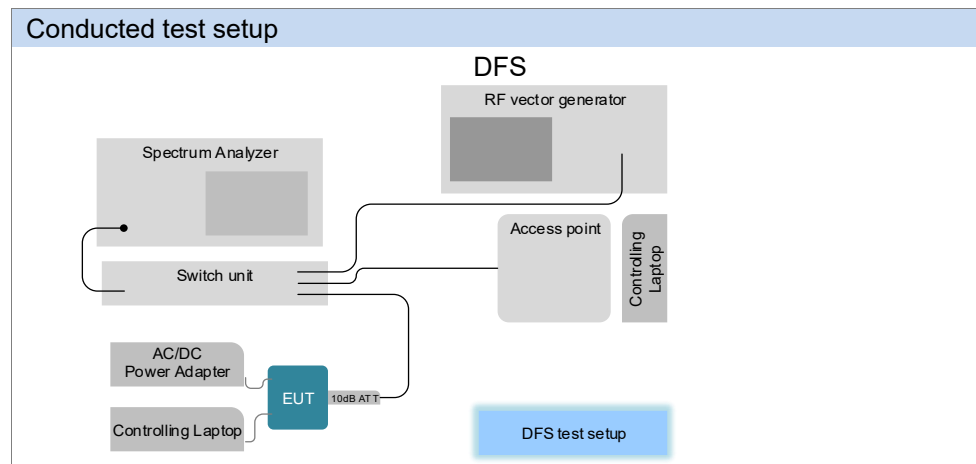 Conducted test setup
DFS
RF vector generator
Spectrum Analyzer
Access point
Controlling
Laptop
Switch unit
AC/DC
Power Adapter
EUT
10dB ATT
Controlling Laptop
DFS test setup